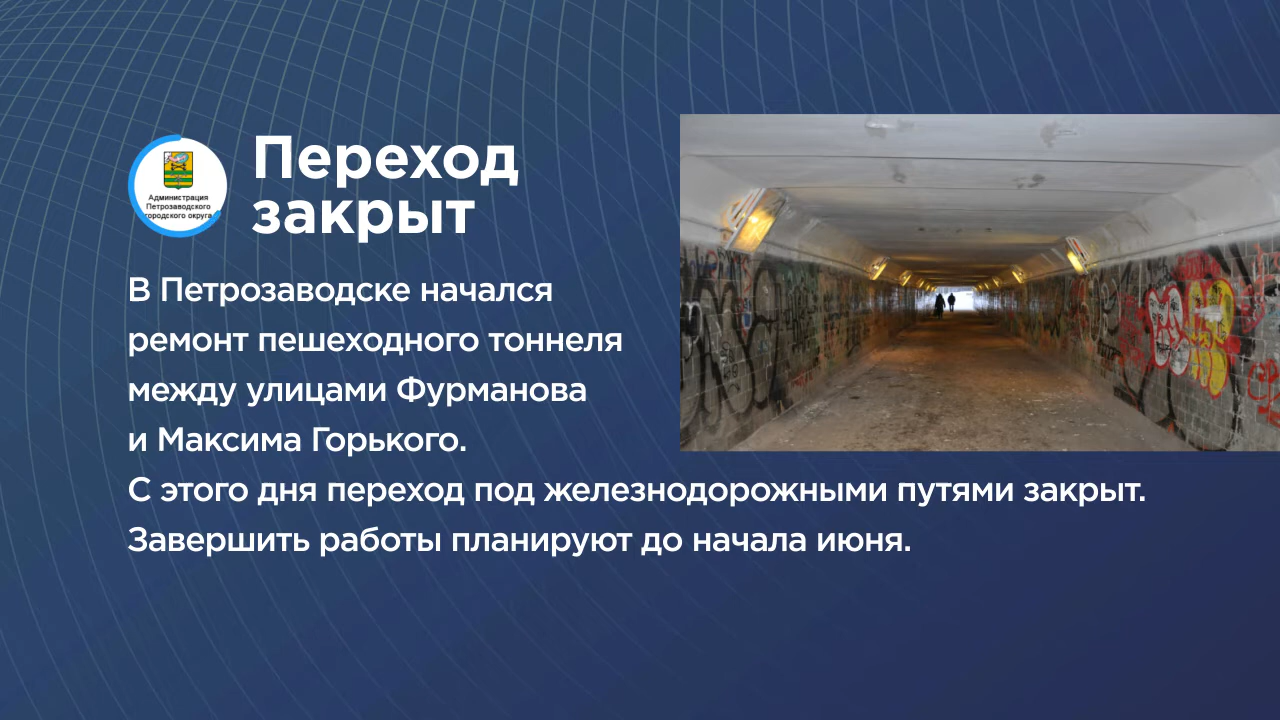 Переход
закрыт
Администрация
Петрозаводского
городского округа
В Петрозаводске начался
ремонт пешеходного тоннеля
между улицами Фурманова
и Максима Горького.
С этого дня переход под железнодорожными путями закрыт.
Завершить работы планируют до начала июня.